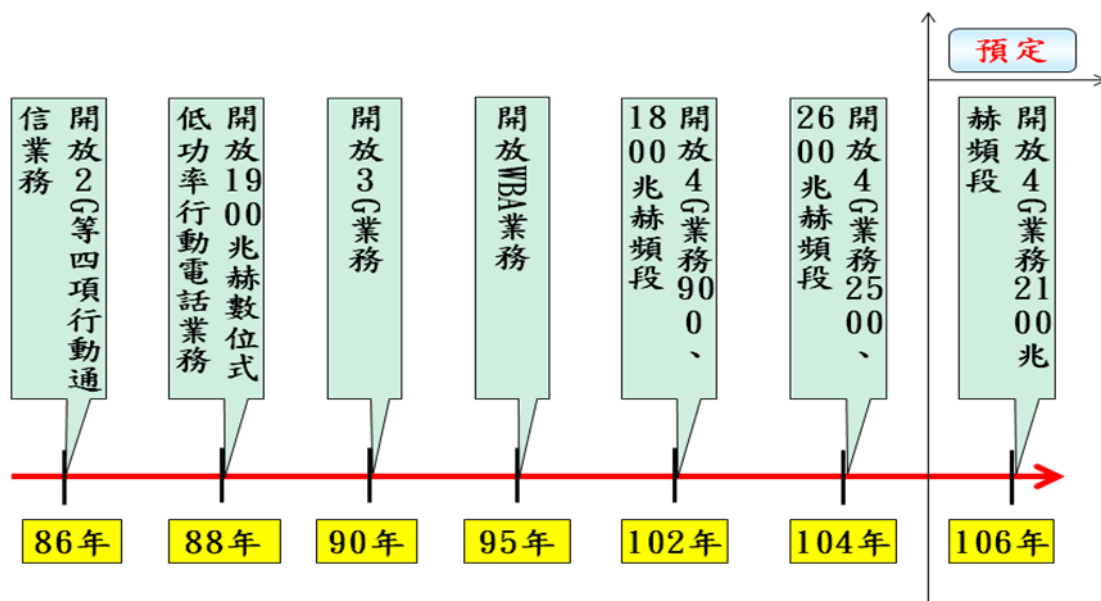 預定
開放2G等四項行動通
信業務
開放1900兆赫數位式
低功率行動電話業務
開放3G業務
開放WBA業務
開放4G業務900、
1800兆赫頻段
開放4G業務2500、
2600兆赫頻段
開放4G業務2100兆
赫頻段
86年
88年
90年
95年
102年
104年
106年